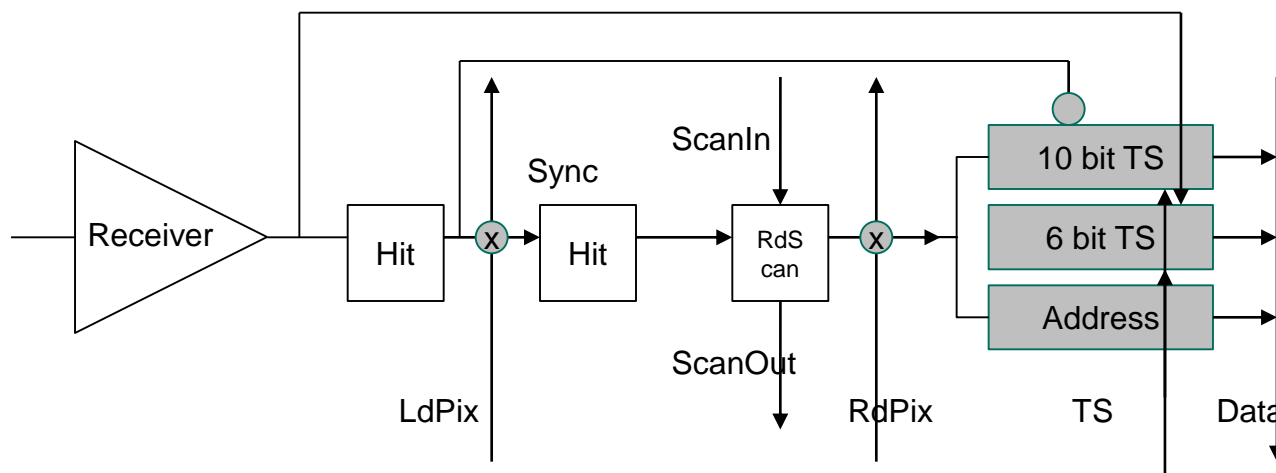 ScanIn
10 bit TS
Sync
Receiver
Hit
x
Hit
RdS
can
x
6 bit TS
Address
ScanOut
LdPix
RdPix
TS
Data